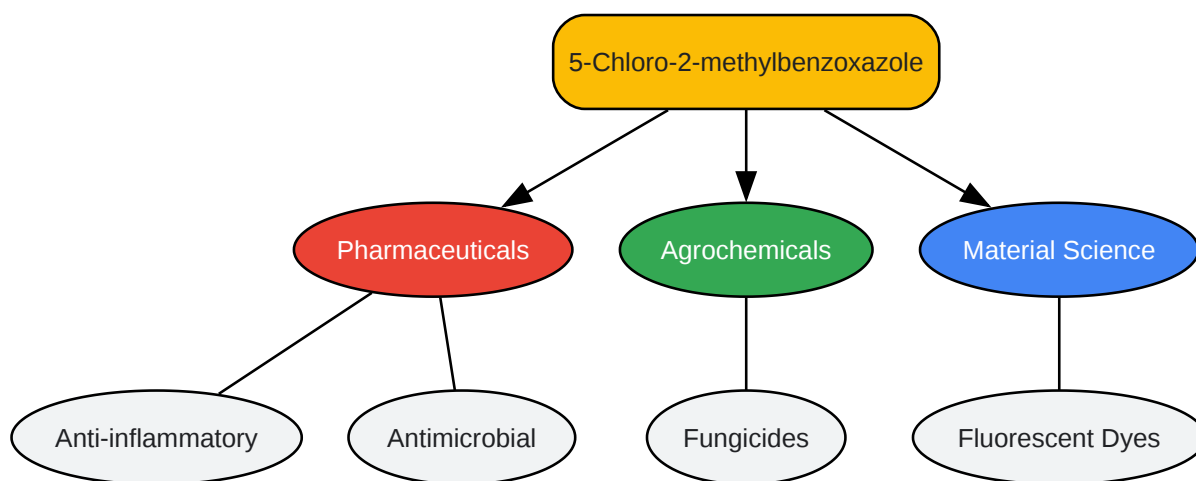 5-Chloro-2-methylbenzoxazole
Pharmaceuticals
Agrochemicals
Material Science
Anti-inflammatory
Antimicrobial
Fungicides
Fluorescent Dyes